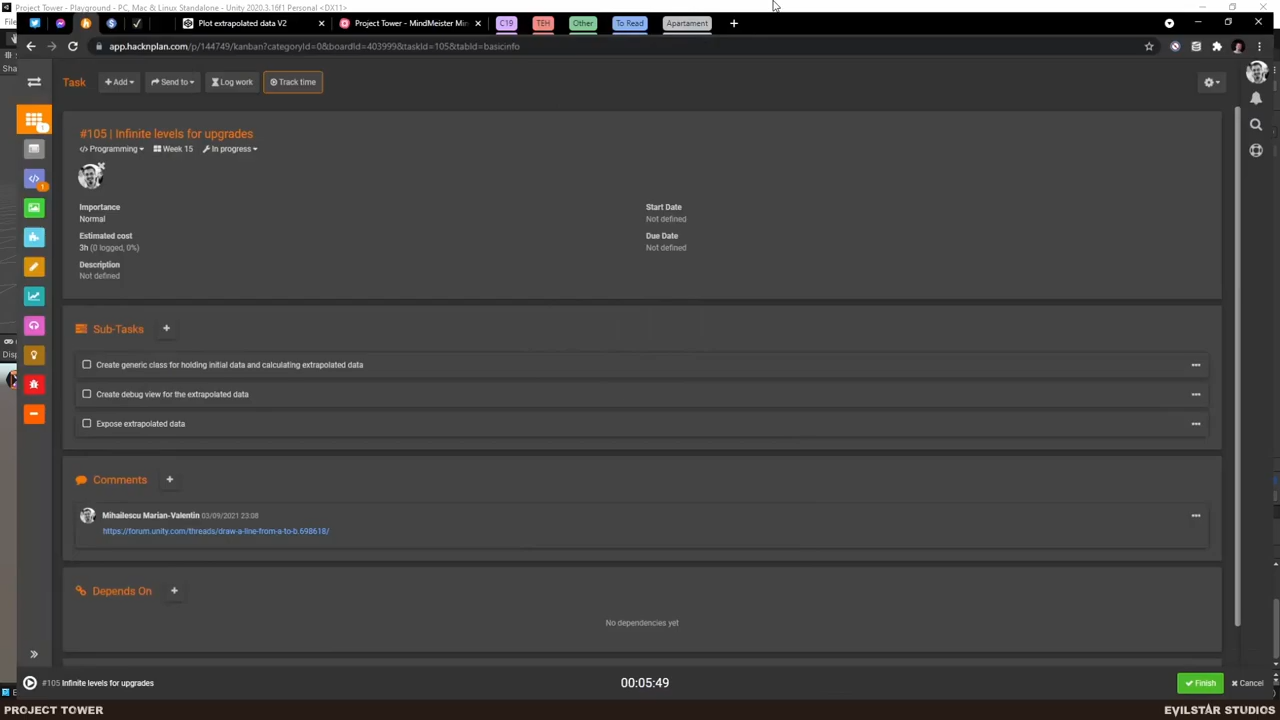 Project Tower - Playground - PC, Mac & Linux Standalone - Unity 2020.3.16f1 Personal <DX11>
Plot extrapolated data V2
Project Tower - MindMeister Min
C19
TEH
Other
To Read
Apartament
app.hacknplan.com/p/144749/kanban?categoryId=0&boardId=403999&taskId=105&tabId=basicinfo
Task
Add
Send to
Log work
Track time
#105 | Infinite levels for upgrades
Programming
Week 15
In progress
Importance
Normal
Start Date
Not defined
Estimated cost
3h (0 logged, 0%)
Due Date
Not defined
Description
Not defined
Sub-Tasks
Create generic class for holding initial data and calculating extrapolated data
Create debug view for the extrapolated data
Expose extrapolated data
Comments
Mihailescu Marian-Valentin 03/09/2021 23:08
https://forum.unity.com/threads/draw-a-line-from-a-to-b.698618/
Depends On
No dependencies yet
#105 Infinite levels for upgrades
00:05:49
Finish
Cancel
PROJECT TOWER
EVILSTAR STUDIOS